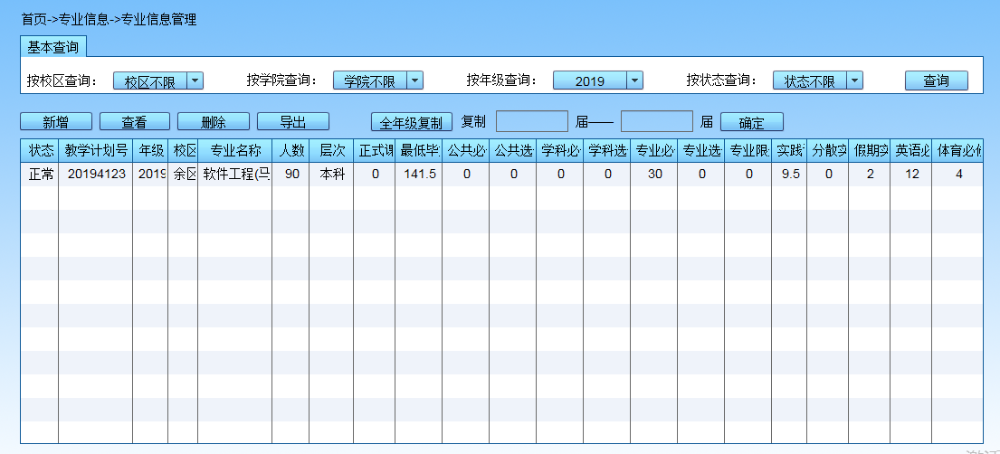 首页->专业信息->专业信息管理
基本查询
按校区查询： 校区不限 按学院查询： 学院不限 按年级查询： 2019 按状态查询： 状态不限 查询
新增 查看 删除 导出 全年级复制 复制 届—— 届 确定
状态 教学计划号 年级 校区 专业名称 人数 层次 正式课 最低毕 公共必 公共选 学科必 学科选 专业必 专业选 专业限 实践 分散实 假期实 英语必 体育必修
正常 20194123 2019 余区 软件工程(马 90 本科 0 141.5 0 0 0 0 30 0 0 9.5 0 2 12 4